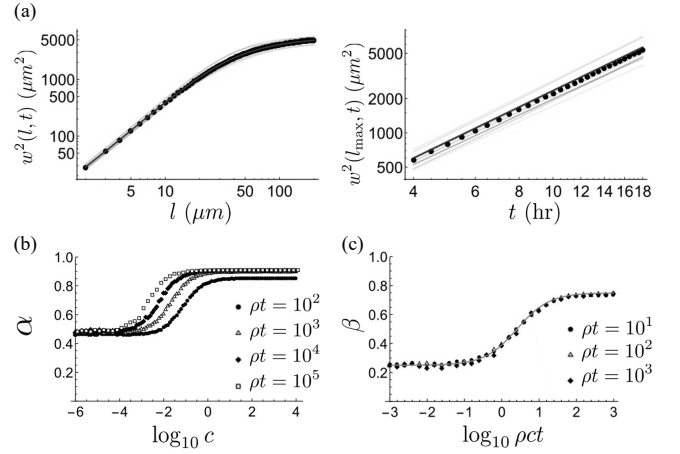 (a)
w²(l, t) (μm²)
5000
1000
500
100
50
5
10
50
100
l (μm)
w²(l_max, t) (μm²)
5000
1000
500
4
6
8
10
12
14
16
18
t (hr)
(b)
α
1.0
0.8
0.6
0.4
0.2
-6
-4
-2
0
2
4
log₁₀ c
ρt = 10²
ρt = 10³
ρt = 10⁴
ρt = 10⁵
(c)
β
1.0
0.8
0.6
0.4
0.2
-3
-2
-1
0
1
2
3
log₁₀ ρct
ρt = 10¹
ρt = 10²
ρt = 10³